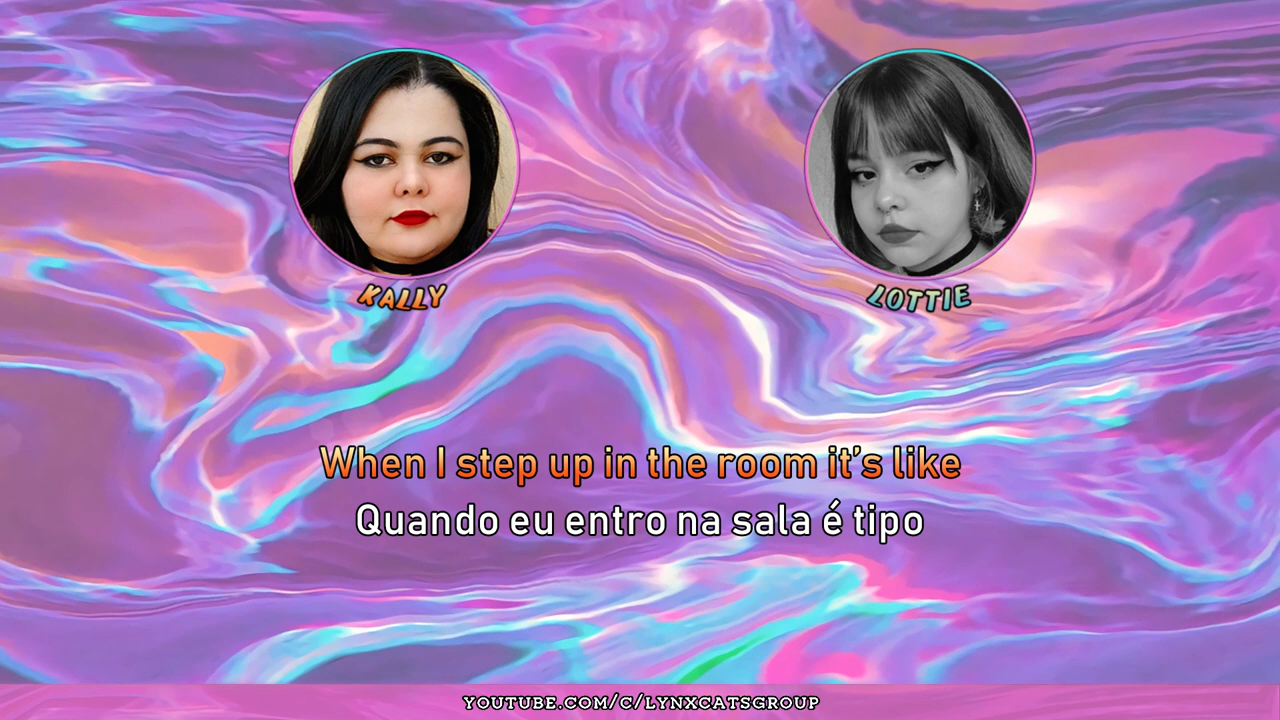 KALLY
LOTTIE
When I step up in the room it's like
Quando eu entro na sala é tipo
YOUTUBE.COM/C/LYNXCATSGROUP